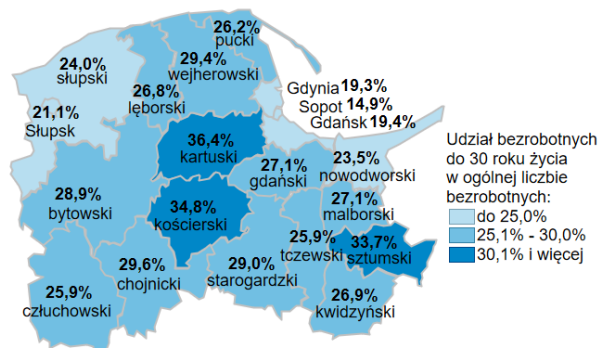 26,2%
pucki
24,0%
słupski
29,4%
wejherowski
26,8%
lęborski
Gdynia 19,3%
Sopot 14,9%
Gdańsk 19,4%
21,1%
Słupsk
36,4%
kartuski
27,1%
gdański
23,5%
nowodworski
28,9%
bytowski
34,8%
kościerski
27,1%
malborski
25,9%
tczewski
33,7%
sztumski
29,6%
chojnicki
29,0%
starogardzki
25,9%
człuchowski
26,9%
kwidzyński
Udział bezrobotnych
do 30 roku życia
w ogólnej liczbie
bezrobotnych:
do 25,0%
25,1% - 30,0%
30,1% i więcej